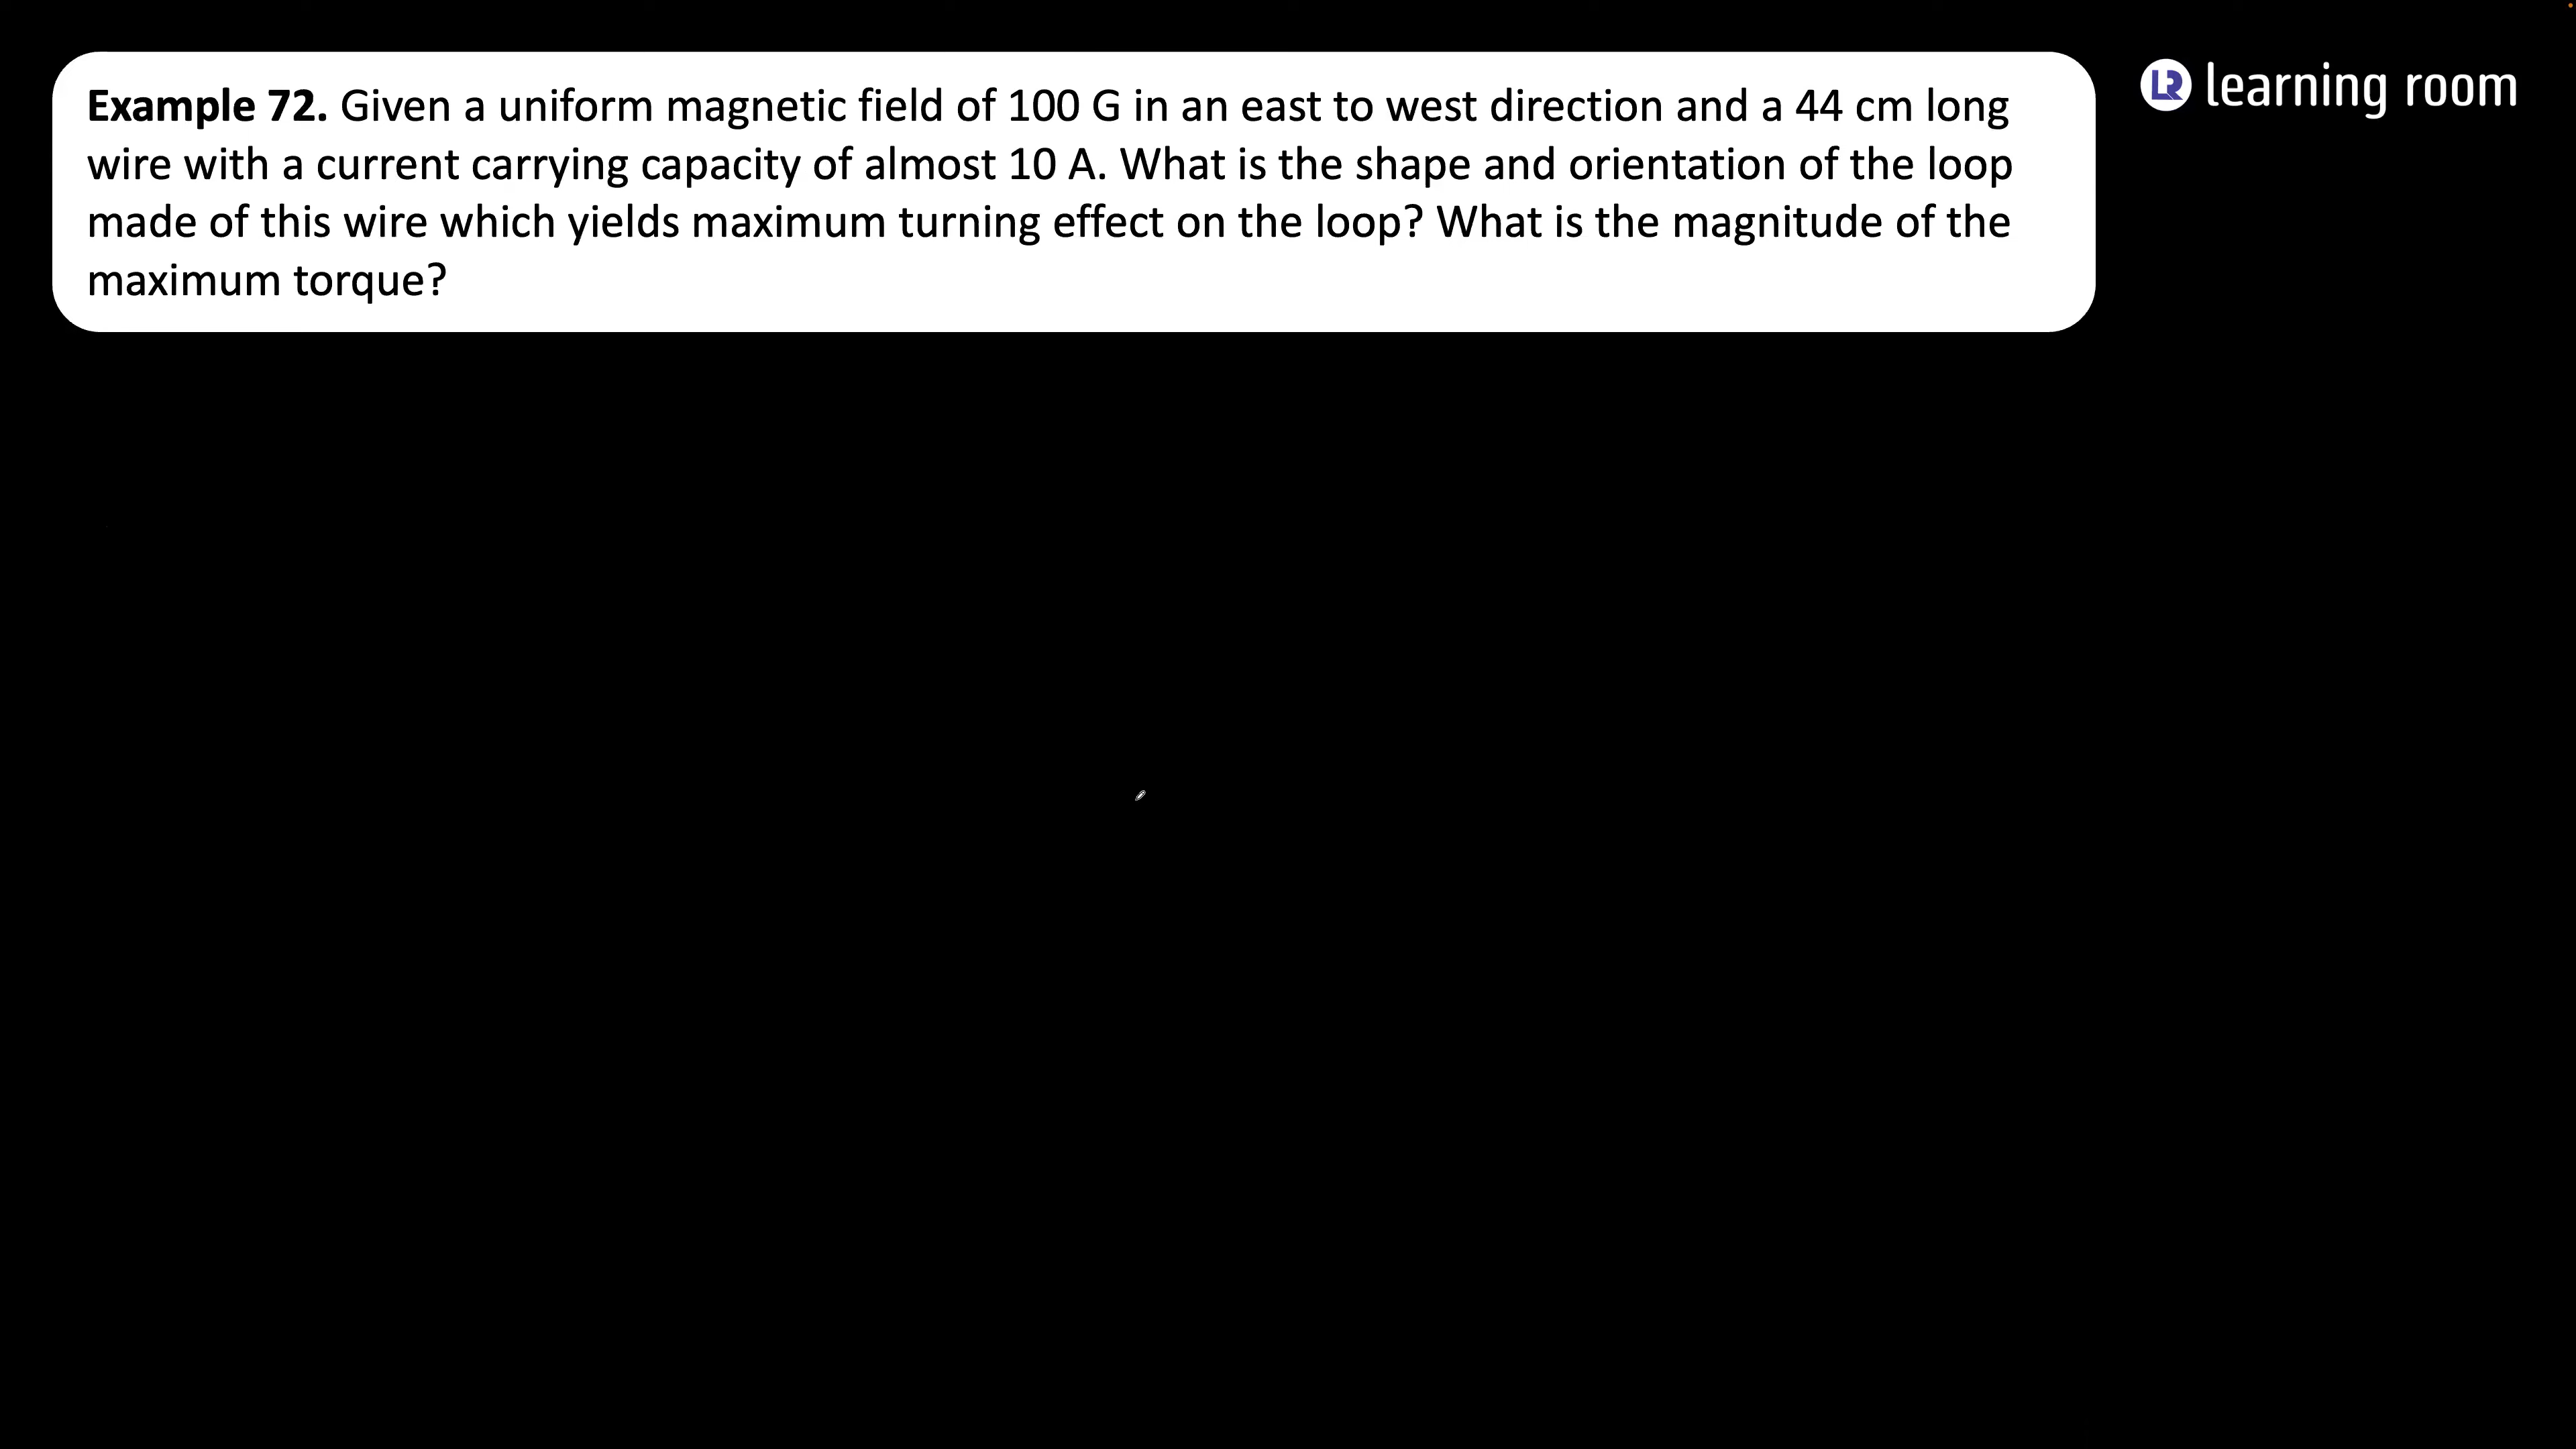 Example 72. Given a uniform magnetic field of 100 G in an east to west direction and a 44 cm long
wire with a current carrying capacity of almost 10 A. What is the shape and orientation of the loop
made of this wire which yields maximum turning effect on the loop? What is the magnitude of the
maximum torque?
LR learning room